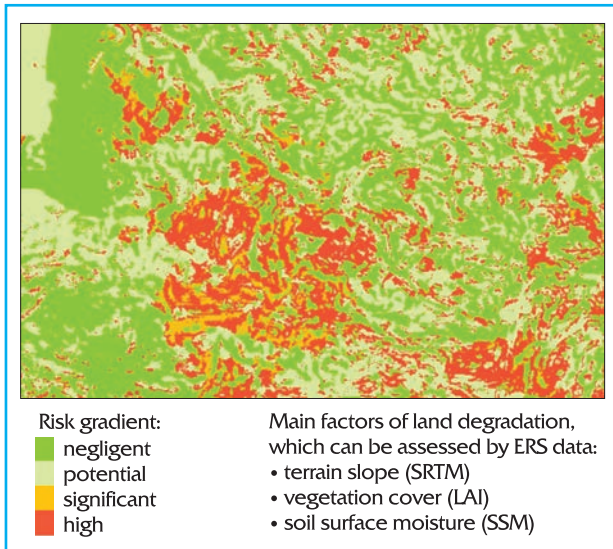 Risk gradient:
negligent
potential
significant
high
Main factors of land degradation,
which can be assessed by ERS data:
• terrain slope (SRTM)
• vegetation cover (LAI)
• soil surface moisture (SSM)